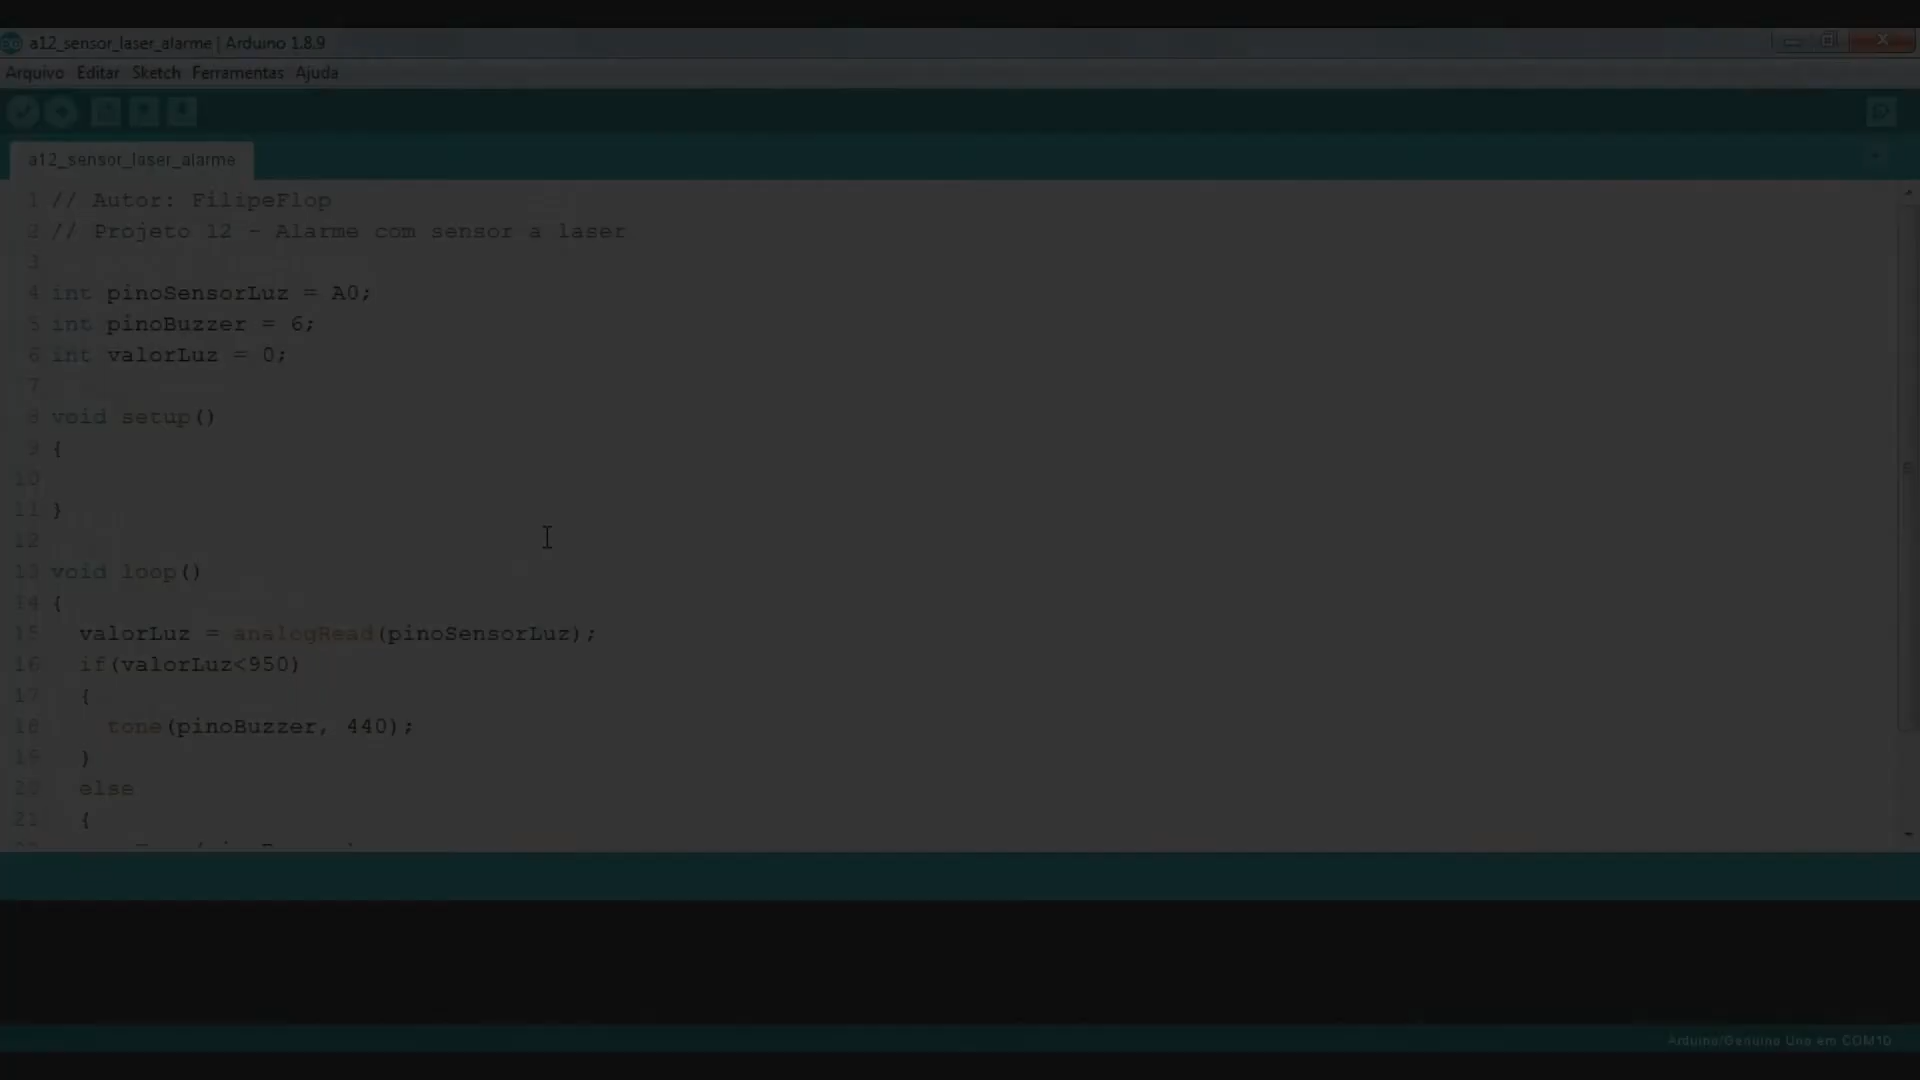 a12_sensor_laser_alarme | Arduino 1.8.9
Arquivo Editar Sketch Ferramentas Ajuda
a12_sensor_laser_alarme
1 // Autor: FilipeFlop
2 // Projeto 12 - Alarme com sensor a laser
3
4 int pinoSensorLuz = A0;
5 int pinoBuzzer = 6;
6 int valorLuz = 0;
7
8 void setup()
9 {
10
11 }
12
13 void loop()
14 {
15 valorLuz = analogRead(pinoSensorLuz);
16 if(valorLuz<950)
17 {
18 tone(pinoBuzzer, 440);
19 }
20 else
21 {
Arduino/Genuino Uno em COM10